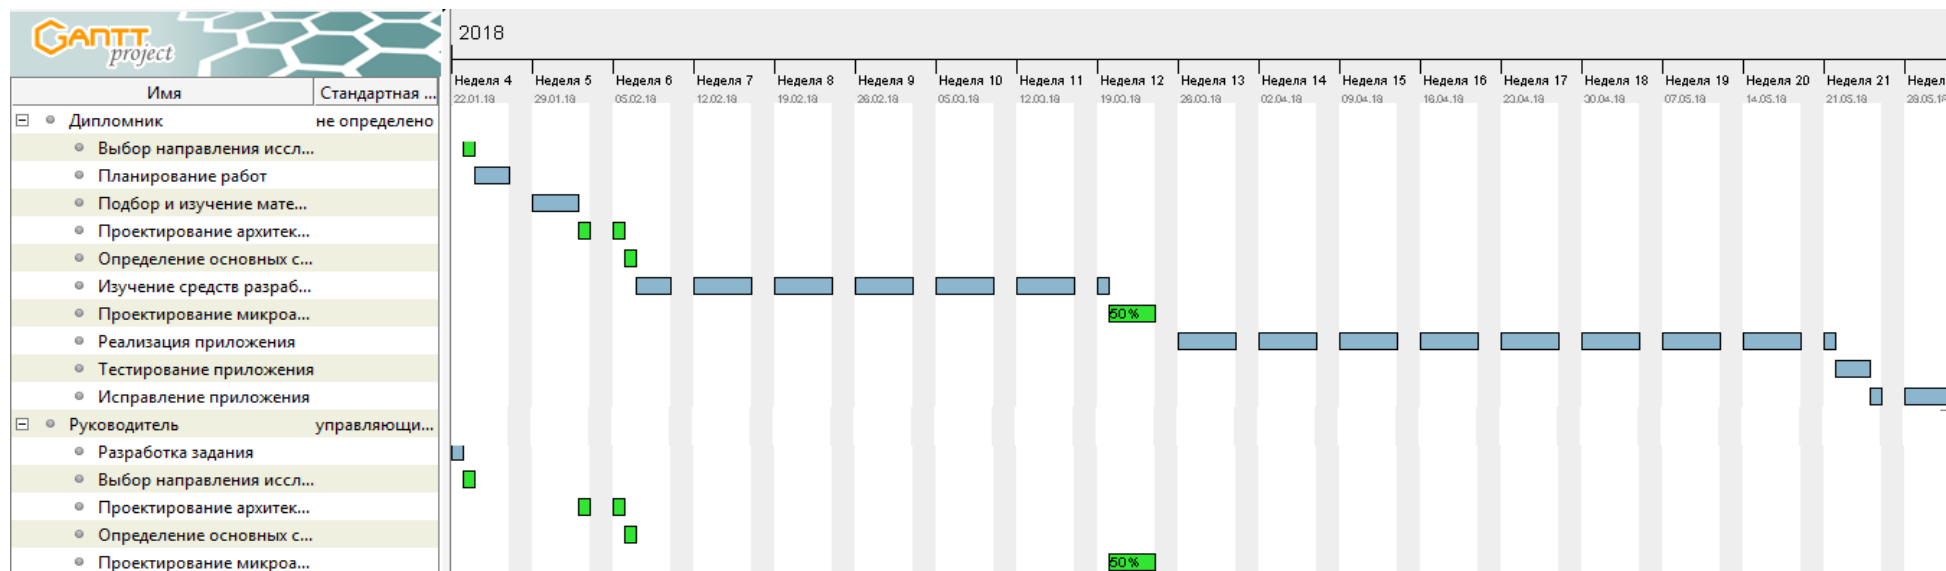 GANTT
project
2018
Неделя 4 Неделя 5 Неделя 6 Неделя 7 Неделя 8 Неделя 9 Неделя 10 Неделя 11 Неделя 12 Неделя 13 Неделя 14 Неделя 15 Неделя 16 Неделя 17 Неделя 18 Неделя 19 Неделя 20 Неделя 21 Недел
22.01.18 29.01.18 05.02.18 12.02.18 19.02.18 26.02.18 05.03.18 12.03.18 19.03.18 26.03.18 02.04.18 09.04.18 16.04.18 23.04.18 30.04.18 07.05.18 14.05.18 21.05.18 28.05.18
Имя Стандартная ...
Дипломник не определено
Выбор направления иссл...
Планирование работ
Подбор и изучение мате...
Проектирование архитек...
Определение основных с...
Изучение средств разраб...
Проектирование микроа... 50%
Реализация приложения
Тестирование приложения
Исправление приложения
Руководитель управляющи...
Разработка задания
Выбор направления иссл...
Проектирование архитек...
Определение основных с...
Проектирование микроа... 50%